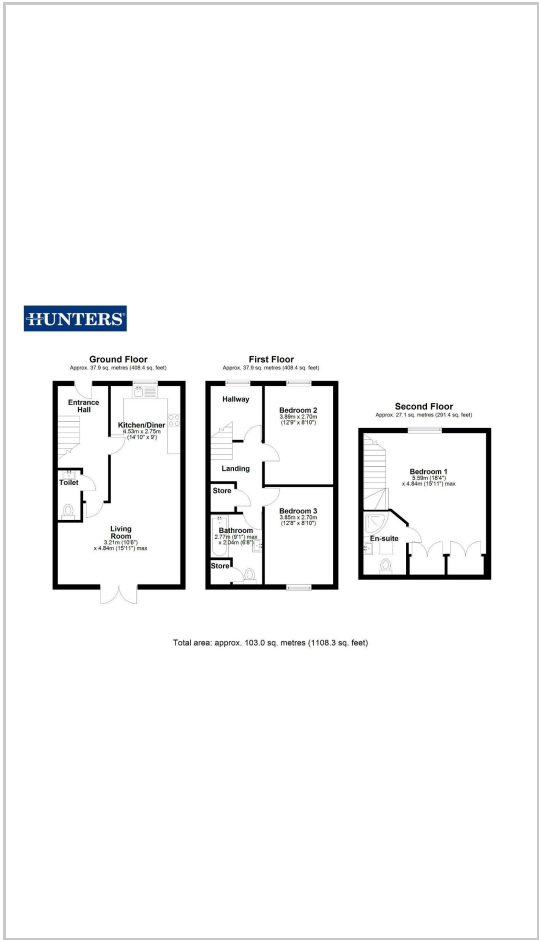 HUNTERS®
Ground Floor
Approx. 37.9 sq. metres (408.4 sq. feet)
Entrance
Hall
Kitchen/Diner
4.53m x 2.75m
(14'10" x 9')
Toilet
Living
Room
3.21m (10'6")
x 4.84m (15'11") max
First Floor
Approx. 37.9 sq. metres (408.4 sq. feet)
Hallway
Bedroom 2
3.89m x 2.70m
(12'9" x 8'10")
Landing
Store
Bedroom 3
3.85m x 2.70m
(12'8" x 8'10")
Bathroom
2.77m (9'1") max
x 2.04m (6'8")
Store
Second Floor
Approx. 27.1 sq. metres (291.4 sq. feet)
Bedroom 1
5.59m (18'4")
x 4.84m (15'11") max
En-suite
Total area: approx. 103.0 sq. metres (1108.3 sq. feet)